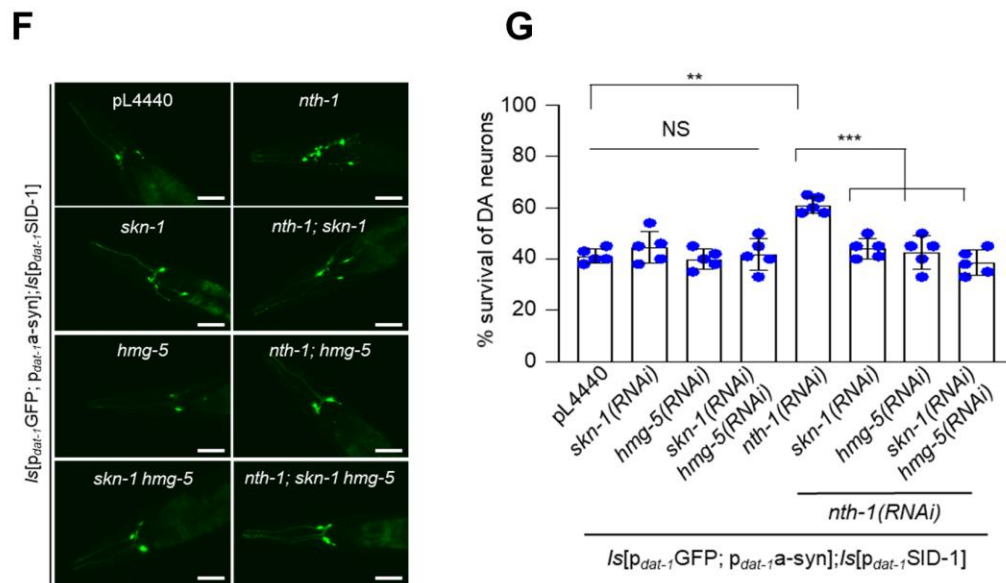 F
G
Is[pdat-1GFP; pdat-1a-syn];Is[pdat-1SID-1]
pL4440
nth-1
skn-1
nth-1; skn-1
hmg-5
nth-1; hmg-5
skn-1 hmg-5
nth-1; skn-1 hmg-5
% survival of DA neurons
100
80
60
40
20
0
**
NS
***
pL4440
skn-1(RNAi)
hmg-5(RNAi)
skn-1(RNAi)
hmg-5(RNAi)
nth-1(RNAi)
skn-1(RNAi)
hmg-5(RNAi)
skn-1(RNAi)
hmg-5(RNAi)
nth-1(RNAi)
Is[pdat-1GFP; pdat-1a-syn];Is[pdat-1SID-1]